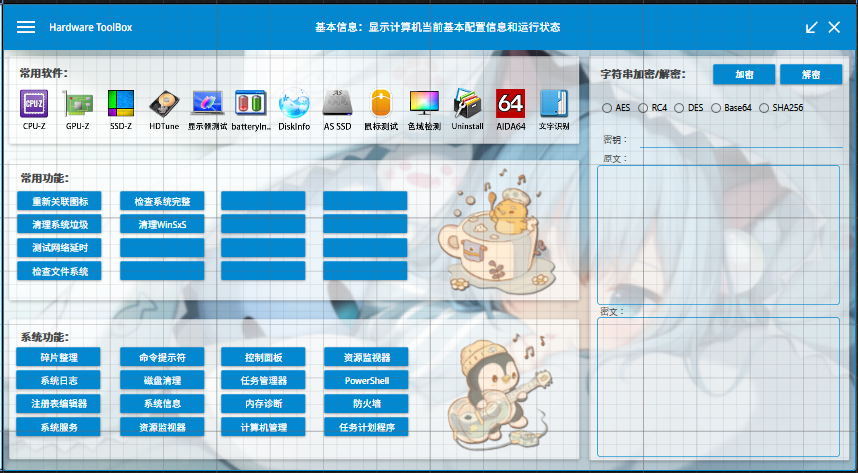 Hardware ToolBox
基本信息：显示计算机当前基本配置信息和运行状态
常用软件：
CPU-Z
CPU-Z GPU-Z SSD-Z HDTune 显示器测试 batteryIn... DiskInfo AS SSD 鼠标测试 色域检测 Uninstall AIDA64 文字识别
AS
SSD
64
常用功能：
重新关联图标 检查系统完整
清理系统垃圾 清理WinSxS
测试网络延时
检查文件系统
系统功能：
碎片整理 命令提示符 控制面板 资源监视器
系统日志 磁盘清理 任务管理器 PowerShell
注册表编辑器 系统信息 内存诊断 防火墙
系统服务 资源监视器 计算机管理 任务计划程序
字符串加密/解密： 加密 解密
AES RC4 DES Base64 SHA256
密钥：
原文：
密文：